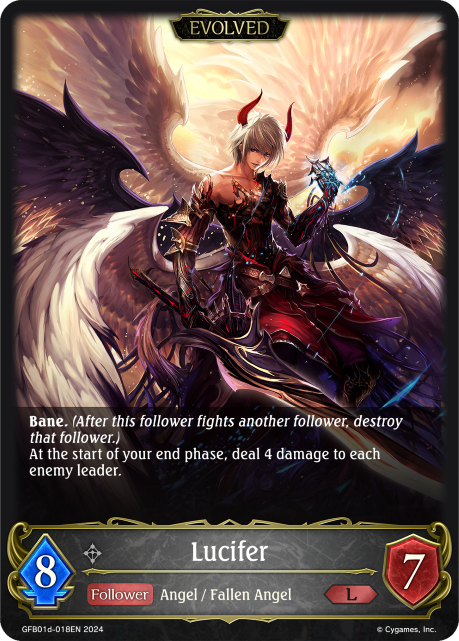 EVOLVED
Bane. (After this follower fights another follower, destroy
that follower.)
At the start of your end phase, deal 4 damage to each
enemy leader.
Lucifer
8
7
Follower Angel / Fallen Angel L
GFB01d-018EN 2024 © Cygames, Inc.